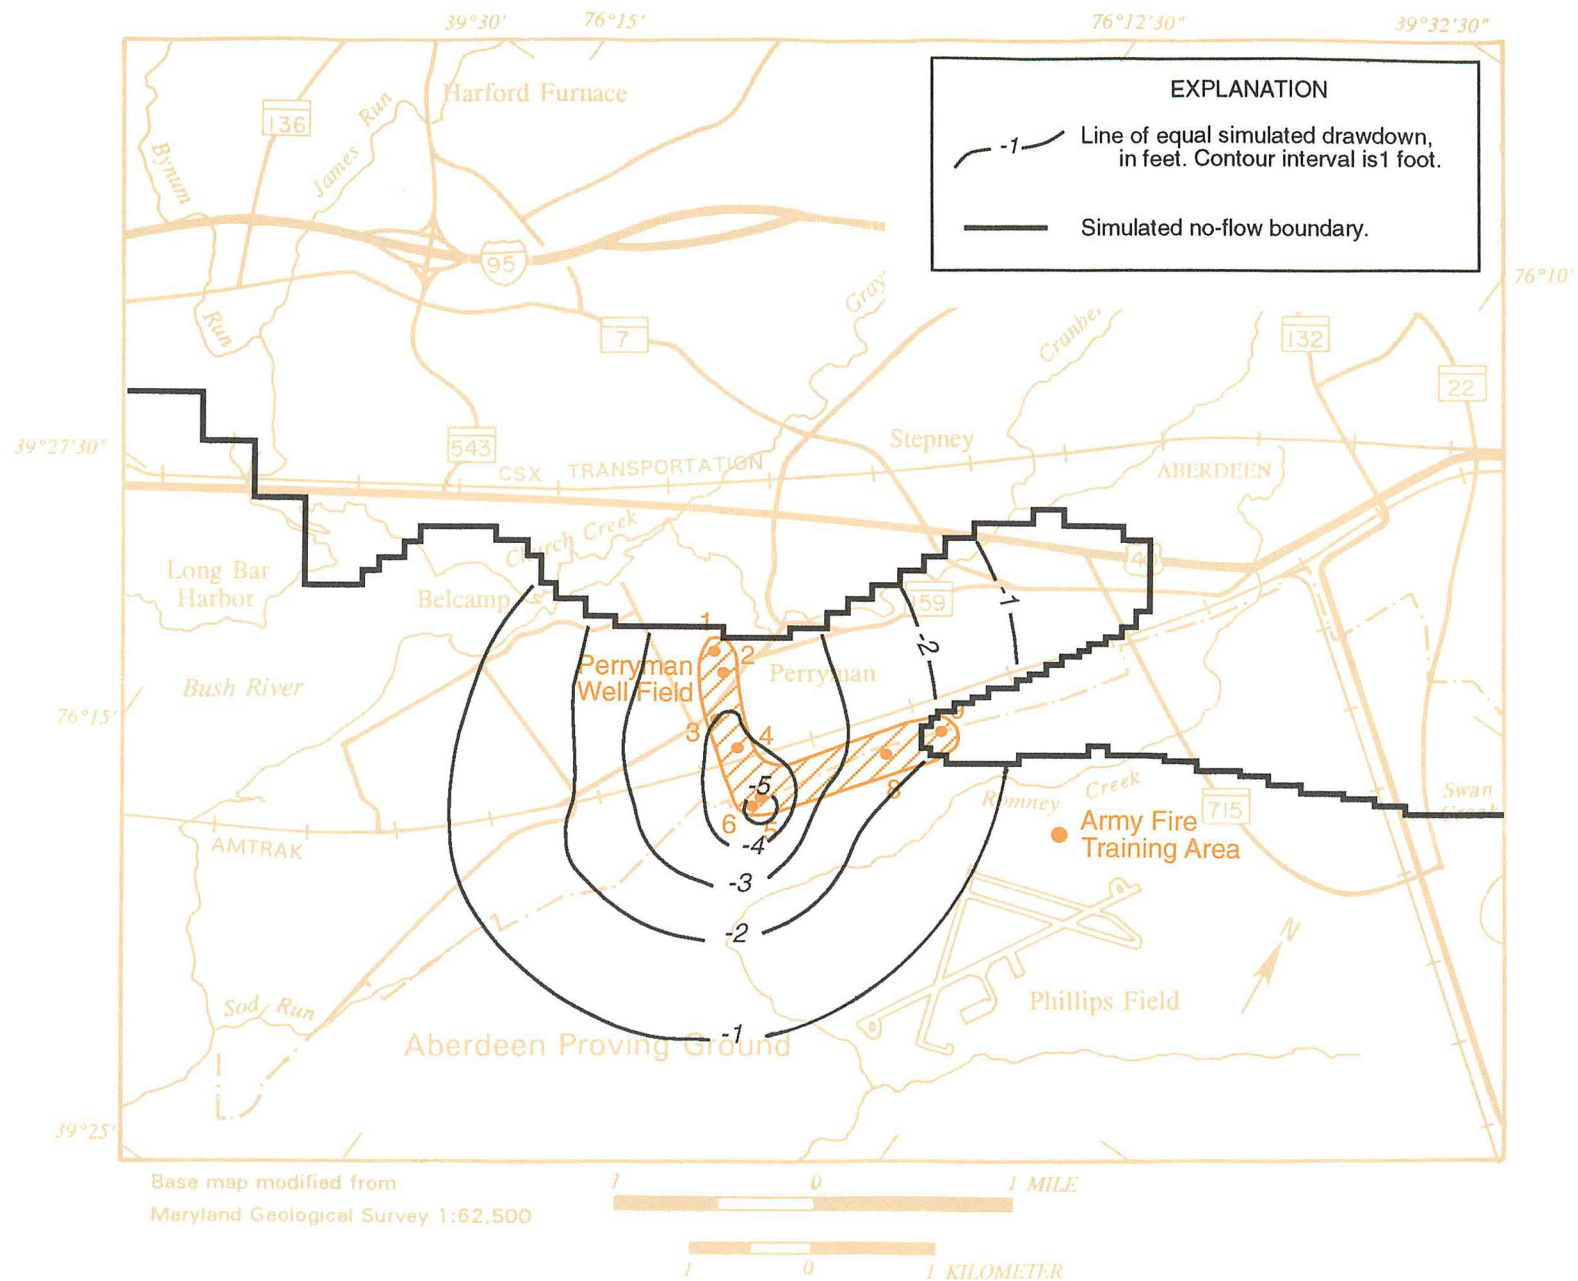 39°30' 76°15' 76°12'30" 39°32'30"
Harford Furnace
EXPLANATION
136
-1 Line of equal simulated drawdown,
in feet. Contour interval is1 foot.
James Run
Bynum
Run
Simulated no-flow boundary.
95
76°10'
Gray
7
132
22
39°27'30"
543
Stepney
CSX TRANSPORTATION
ABERDEEN
Church Creek
40
Long Bar
Harbor
Belcamp
159
-1
-2
1
2
Perryman
Well Field
Perryman
Bush River
76°15'
3
4
9
-5
8
6
5
Romney Creek
715
Swan
Creek
Army Fire
Training Area
AMTRAK
-4
-3
-2
N
Sod Run
Phillips Field
-1
Aberdeen Proving Ground
39°25'
Base map modified from
Maryland Geological Survey 1:62,500
1 0 1 MILE
1 0 1 KILOMETER